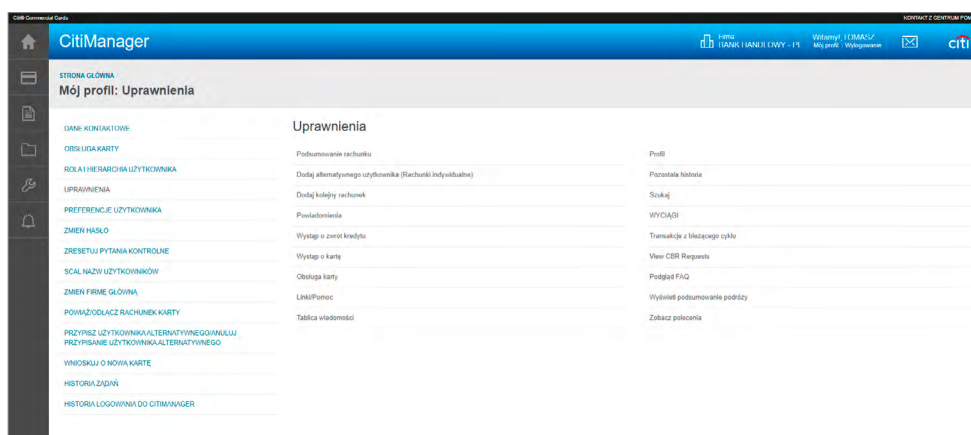 Citi® Commercial Cards
KONTAKT Z CENTRUM POM
CitiManager
Firma
BANK HANDLOWY - PL
Witamy!, TOMASZ
Mój profil Wylogowanie
citi
STRONA GŁÓWNA
Mój profil: Uprawnienia
DANE KONTAKTOWE
OBSŁUGA KARTY
ROLA I HIERARCHIA UŻYTKOWNIKA
UPRAWNIENIA
PREFERENCJE UŻYTKOWNIKA
ZMIEŃ HASŁO
ZRESETUJ PYTANIA KONTROLNE
SCAL NAZW UŻYTKOWNIKÓW
ZMIEŃ FIRMĘ GŁÓWNĄ
POWIĄŻ/ODŁĄCZ RACHUNEK KARTY
PRZYPISZ UŻYTKOWNIKA ALTERNATYWNEGO/ANULUJ
PRZYPISANIE UŻYTKOWNIKA ALTERNATYWNEGO
WNIOSKUJ O NOWĄ KARTĘ
HISTORIA ŻĄDAŃ
HISTORIA LOGOWANIA DO CITIMANAGER
Uprawnienia
Podsumowanie rachunku
Dodaj alternatywnego użytkownika (Rachunki indywidualne)
Dodaj kolejny rachunek
Powiadomienia
Wystąp o zwrot kredytu
Wystąp o kartę
Obsługa karty
Linki/Pomoc
Tablica wiadomości
Profil
Pozostała historia
Szukaj
WYCIĄGI
Transakcje z bieżącego cyklu
View CBR Requests
Podgląd FAQ
Wyświetl podsumowanie podróży
Zobacz polecenia